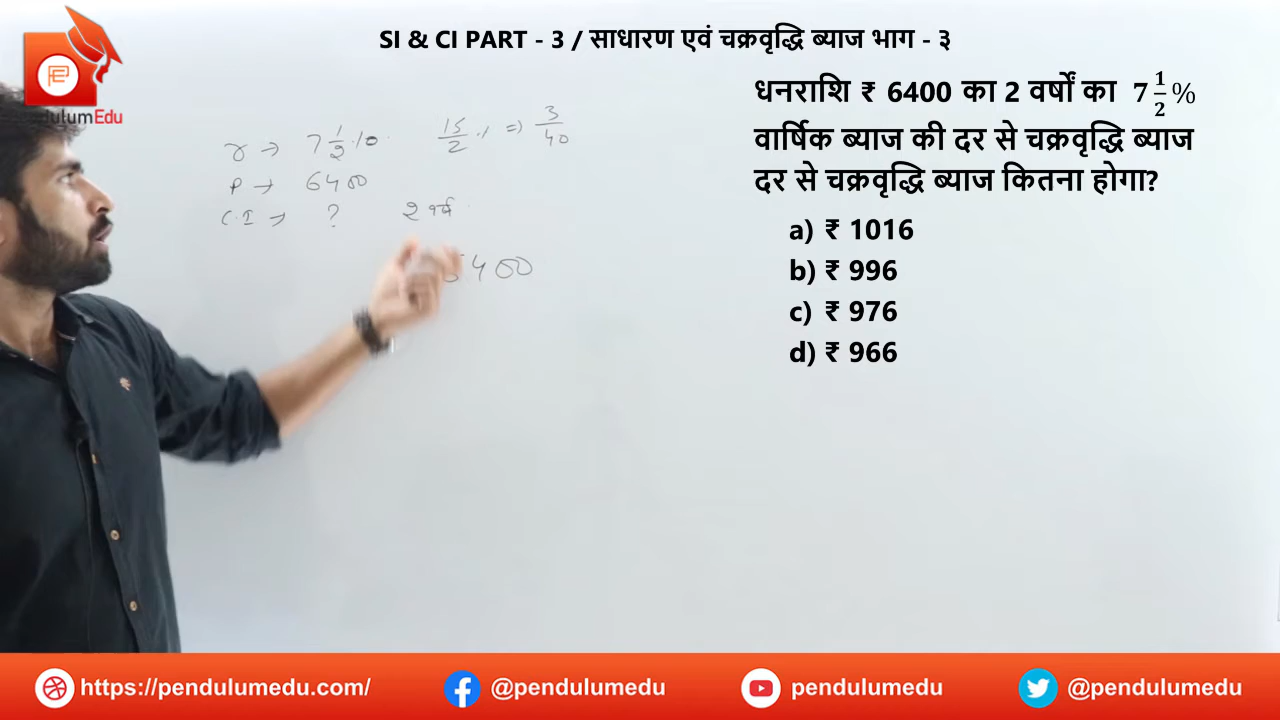 SI & CI PART - 3 / साधारण एवं चक्रवृद्धि ब्याज भाग - ३
PendulumEdu
धनराशि ₹ 6400 का 2 वर्षों का 7 1/2 %
वार्षिक ब्याज की दर से चक्रवृद्धि ब्याज
दर से चक्रवृद्धि ब्याज कितना होगा?
a) ₹ 1016
b) ₹ 996
c) ₹ 976
d) ₹ 966
r → 7 1/2 % 15/2 % ⇒ 3/40
P → 6400
C.I → ? 2 वर्ष
6400
https://pendulumedu.com/ @pendulumedu pendulumedu @pendulumedu